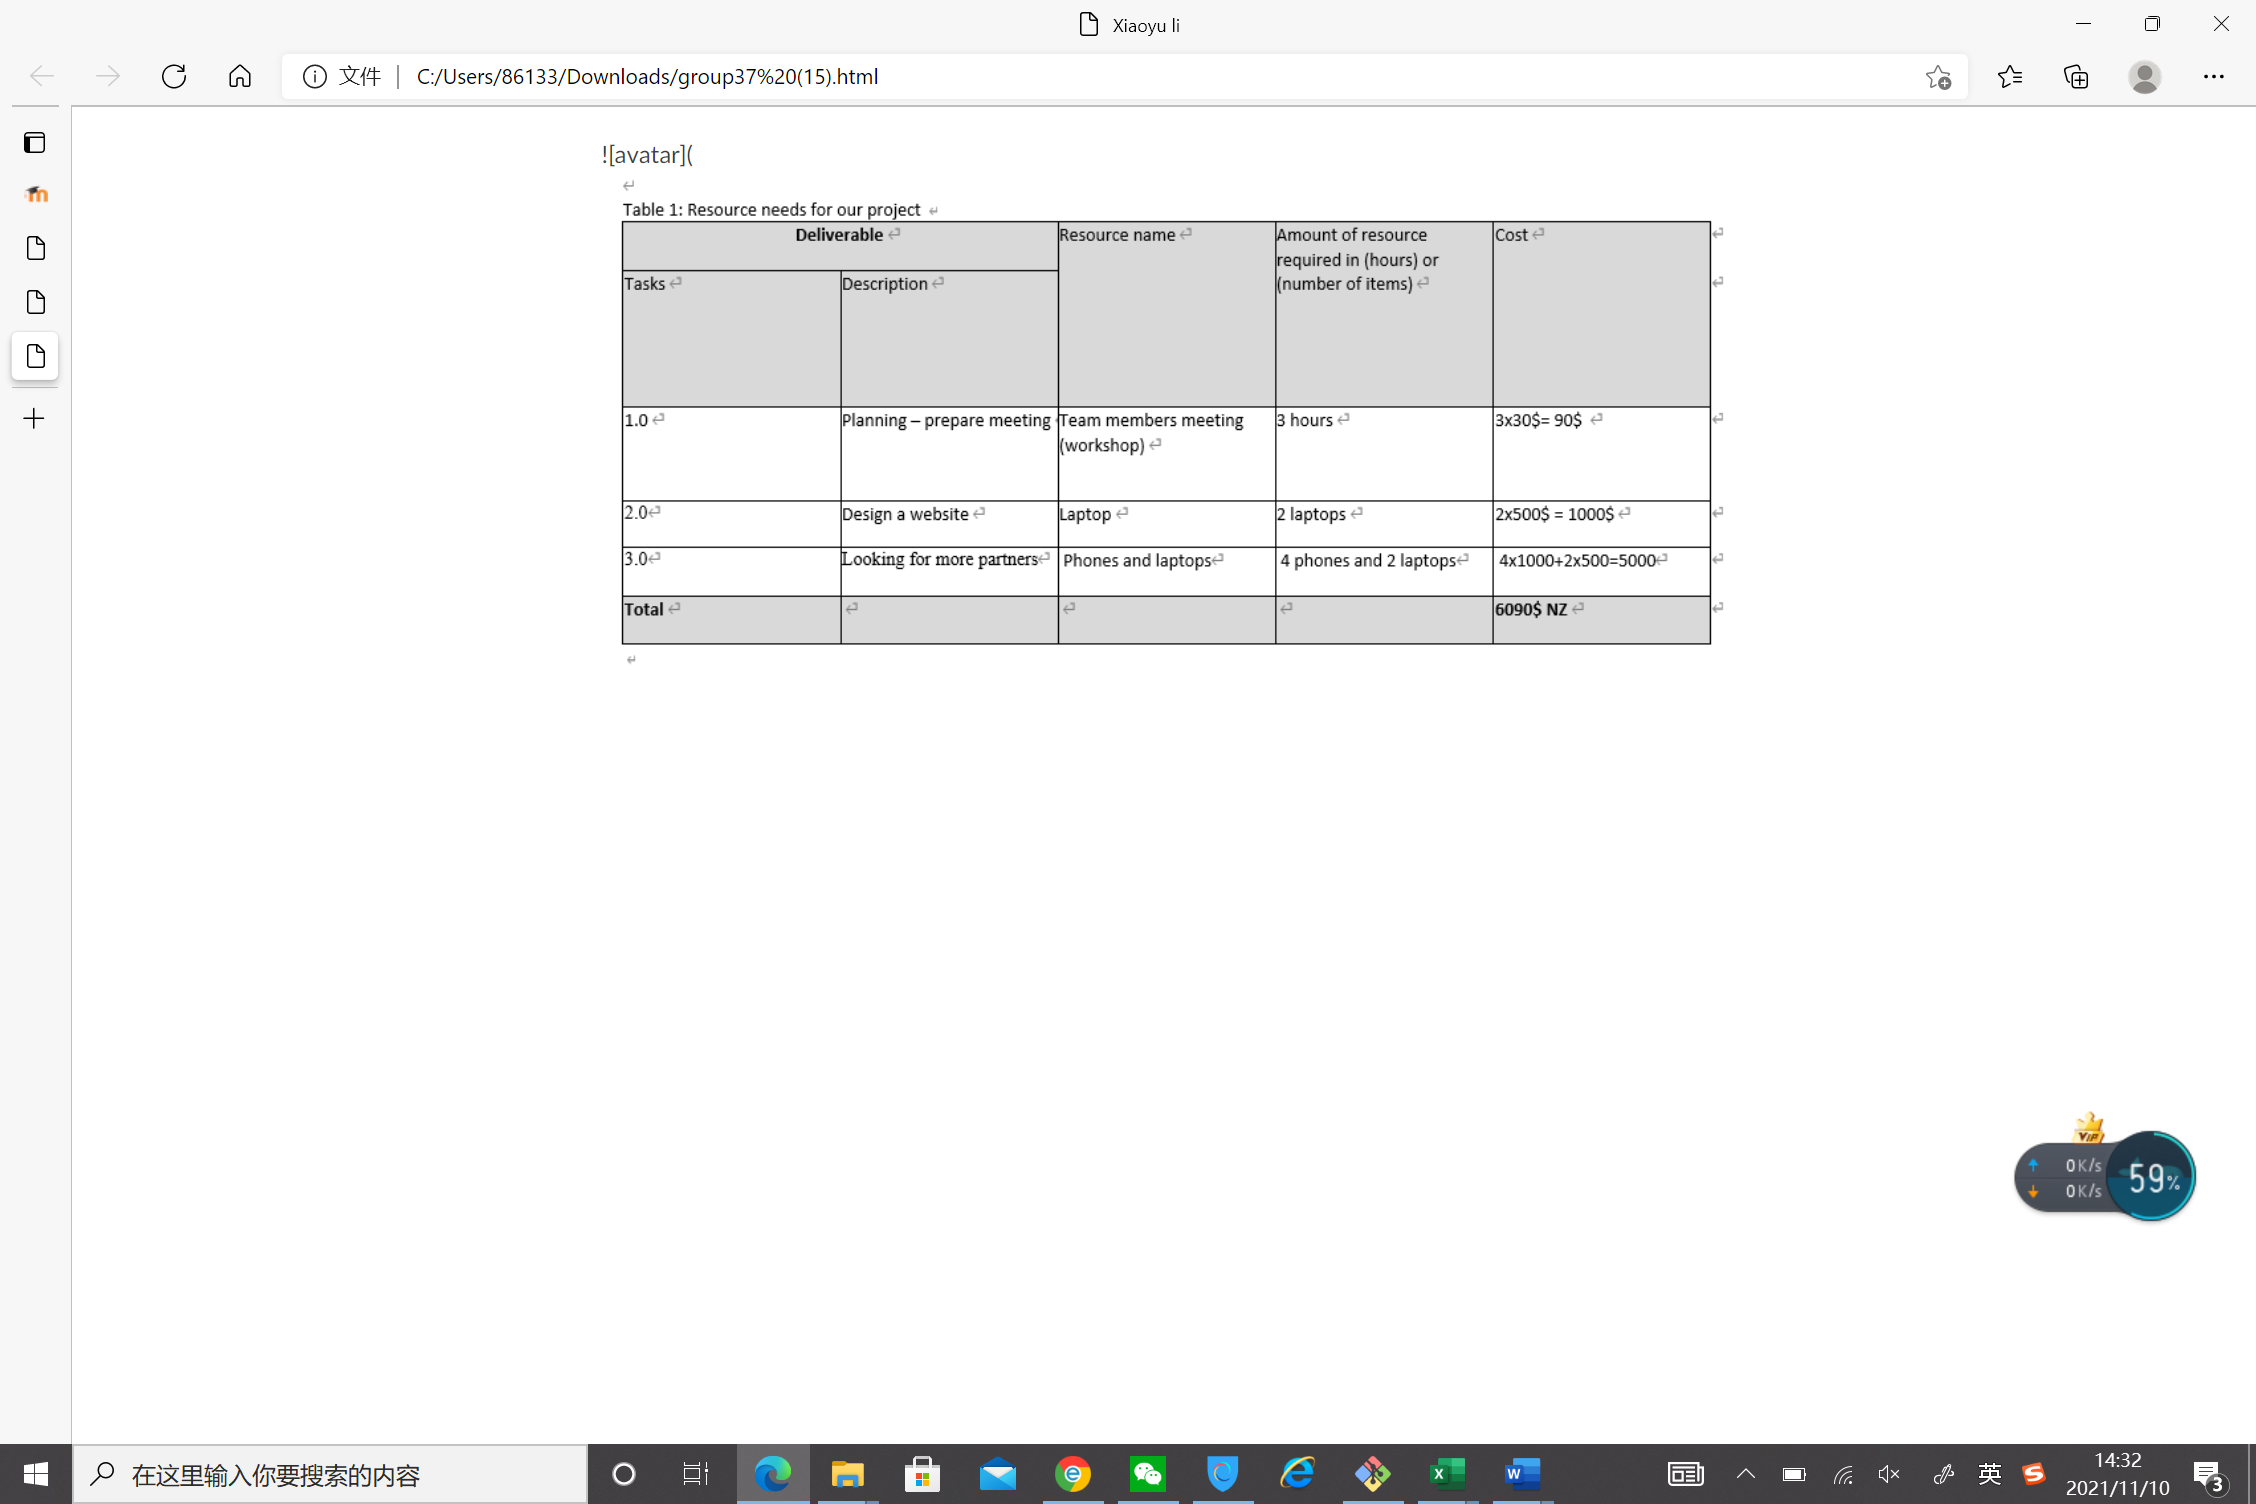 Xiaoyu li
文件 | C:/Users/86133/Downloads/group37%20(15).html
![avatar](
Table 1: Resource needs for our project
Deliverable
Resource name
Amount of resource
required in (hours) or
(number of items)
Cost
Tasks
Description
1.0
Planning – prepare meeting
Team members meeting
(workshop)
3 hours
3x30$= 90$
2.0
Design a website
Laptop
2 laptops
2x500$ = 1000$
3.0
Looking for more partners
Phones and laptops
4 phones and 2 laptops
4x1000+2x500=5000
Total
6090$ NZ
VIP
0K/s
0K/s
59%
在这里输入你要搜索的内容
英
14:32
2021/11/10
3